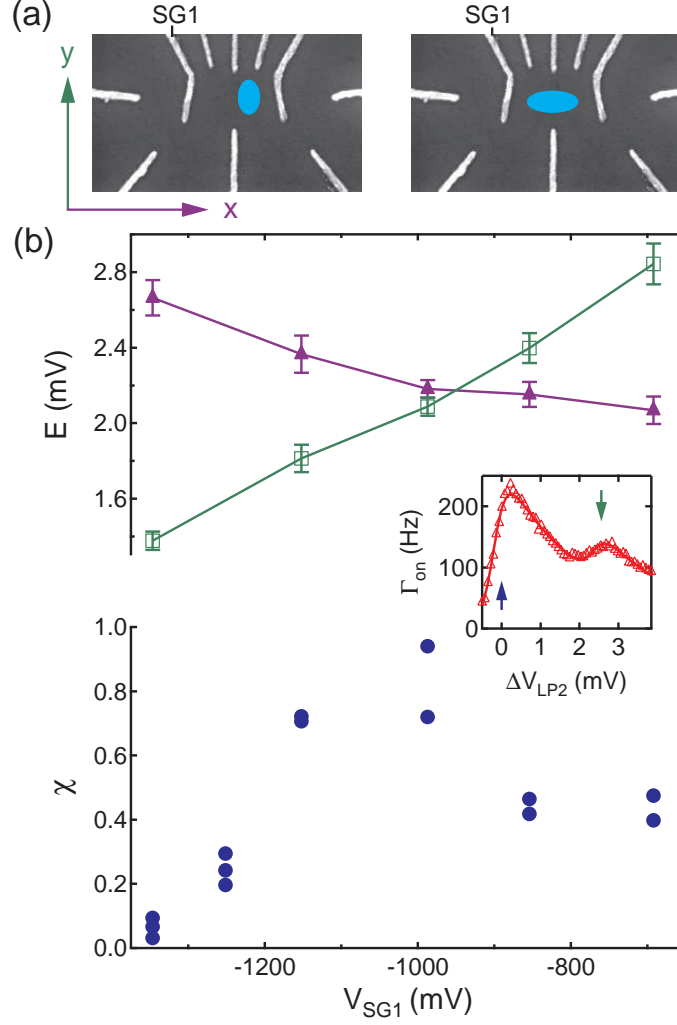 (a)
SG1
SG1
y
x
(b)
2.8
2.4
2.0
1.6
E (mV)
200
100
0
Γon (Hz)
0 1 2 3
ΔVLP2 (mV)
1.0
0.8
0.6
0.4
0.2
0.0
χ
-1200 -1000 -800
VSG1 (mV)